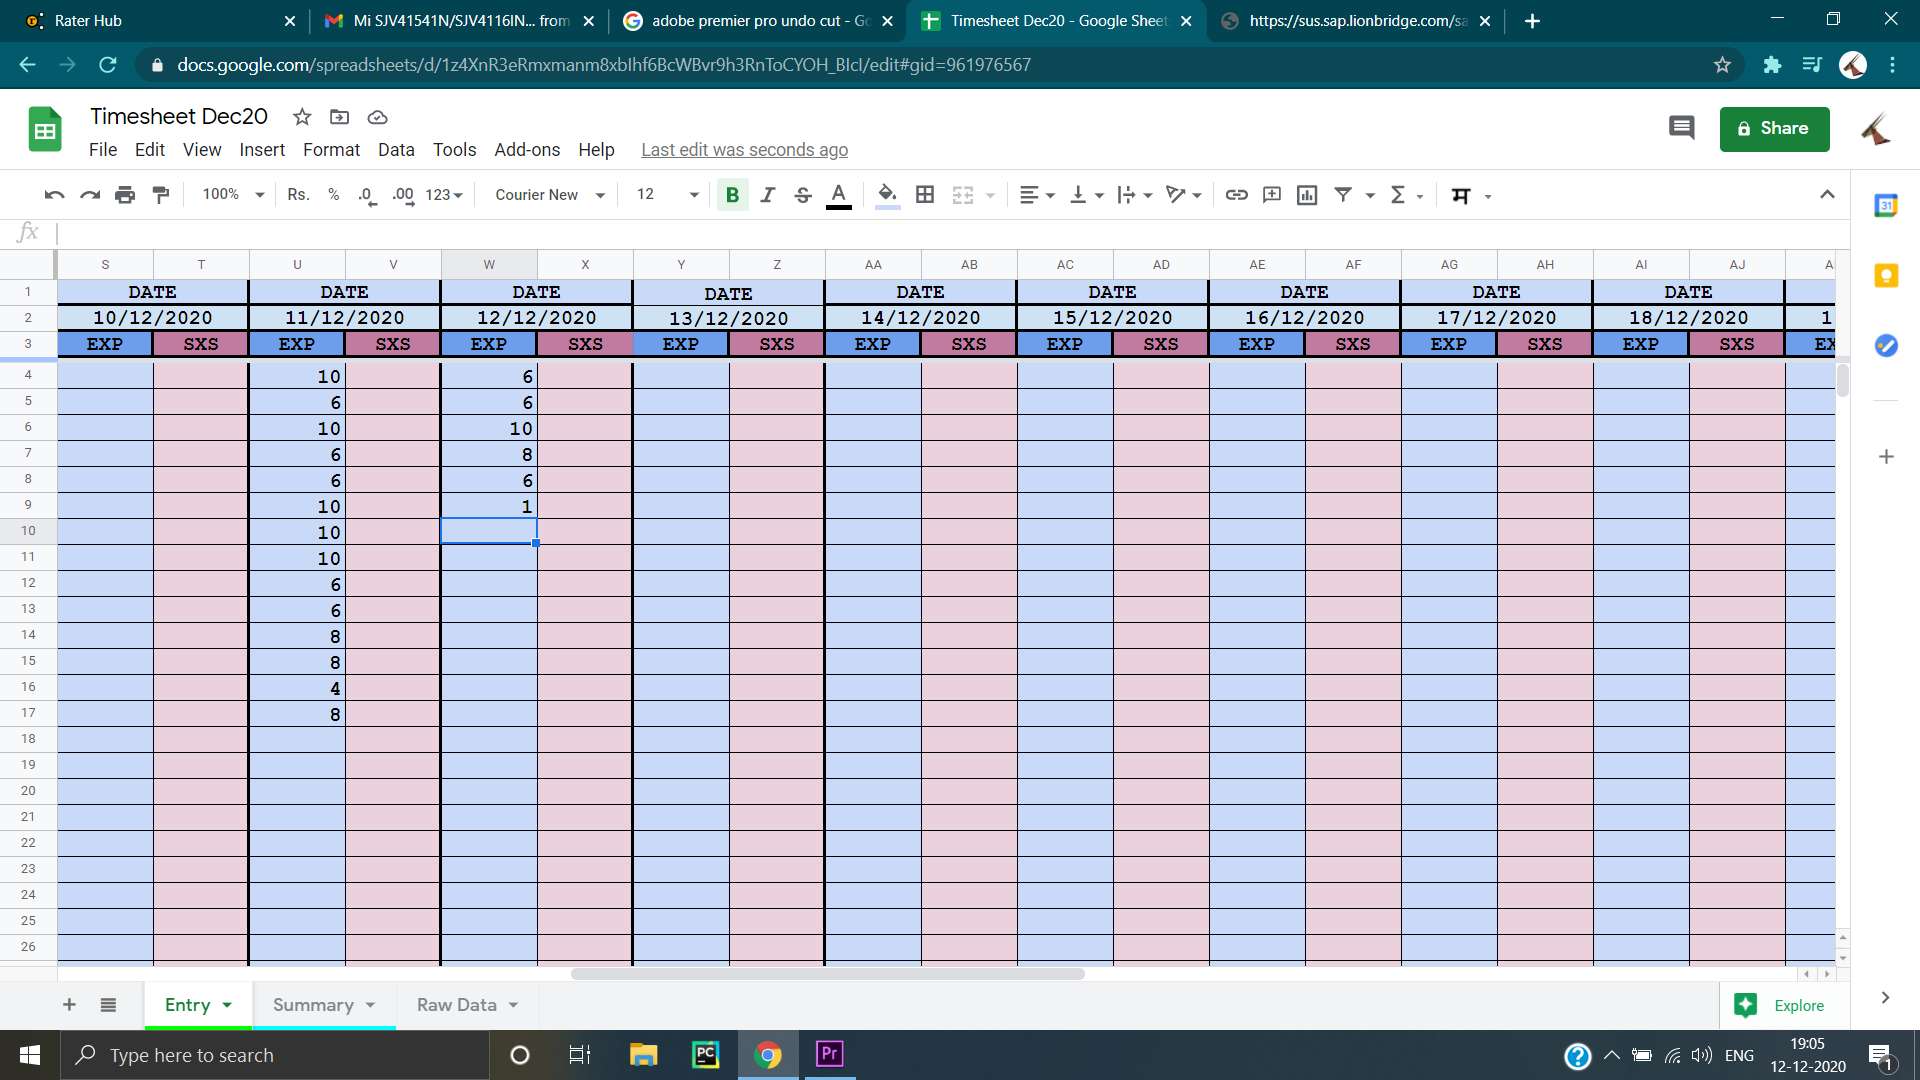 Rater Hub
Mi SJV41541N/SJV4116IN... from
adobe premier pro undo cut - Go
Timesheet Dec20 - Google Sheet
https://sus.sap.lionbridge.com/sa
docs.google.com/spreadsheets/d/1z4XnR3eRmxmanm8xbIhf6BcWBvr9h3RnToCYOH_BIcI/edit#gid=961976567
Timesheet Dec20
File Edit View Insert Format Data Tools Add-ons Help Last edit was seconds ago
Share
100% Rs. % .0 .00 123 Courier New 12 B I S A Σ म
31
fx
S T U V W X Y Z AA AB AC AD AE AF AG AH AI AJ A
1 DATE DATE DATE DATE DATE DATE DATE DATE DATE
2 10/12/2020 11/12/2020 12/12/2020 13/12/2020 14/12/2020 15/12/2020 16/12/2020 17/12/2020 18/12/2020 1
3 EXP SXS EXP SXS EXP SXS EXP SXS EXP SXS EXP SXS EXP SXS EXP SXS EXP SXS EX
4 10 6
5 6 6
6 10 10
7 6 8
8 6 6
9 10 1
10 10
11 10
12 6
13 6
14 8
15 8
16 4
17 8
18
19
20
21
22
23
24
25
26
Entry Summary Raw Data Explore
Type here to search
PC
Pr
ENG
19:05
12-12-2020
1